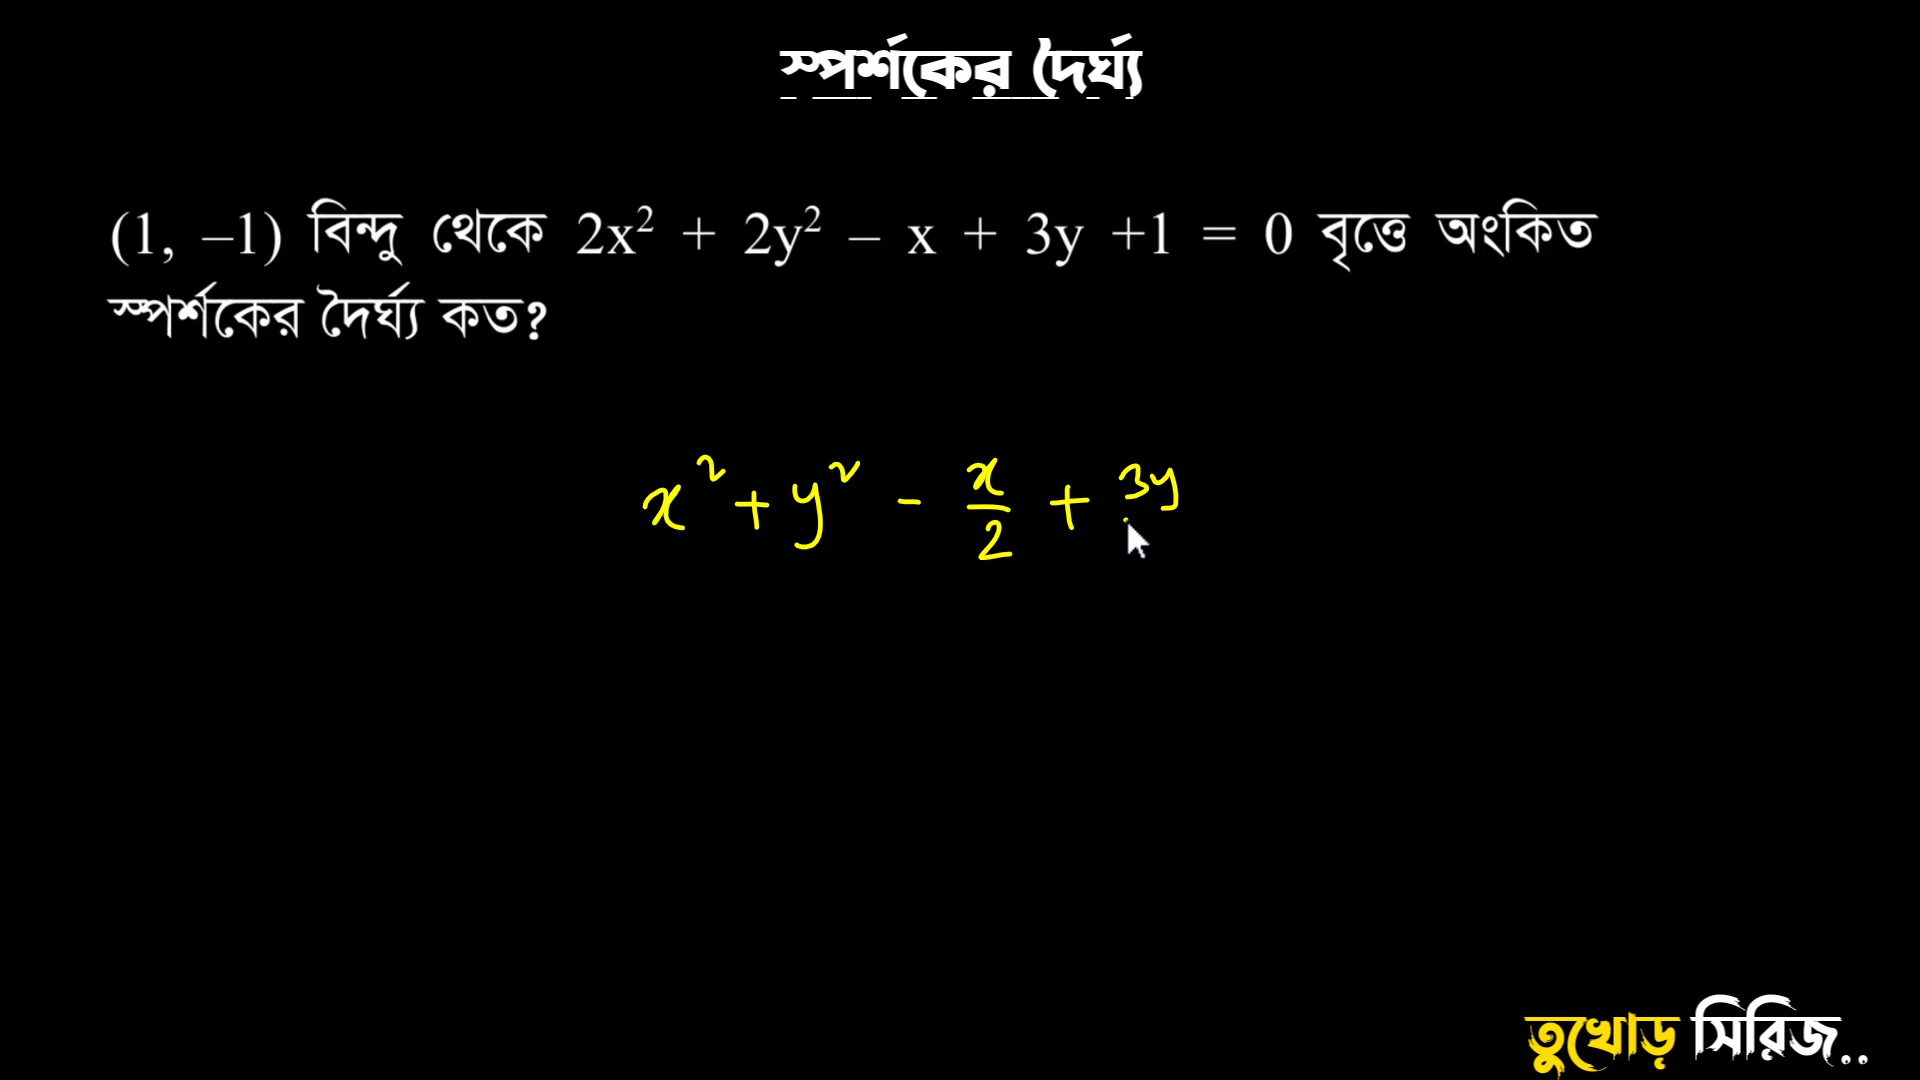 স্পর্শকের দৈর্ঘ্য
(1, –1) বিন্দু থেকে 2x² + 2y² – x + 3y +1 = 0 বৃত্তে অংকিত
স্পর্শকের দৈর্ঘ্য কত?
x² + y² - x/2 + 3y
তুখোড় সিরিজ..